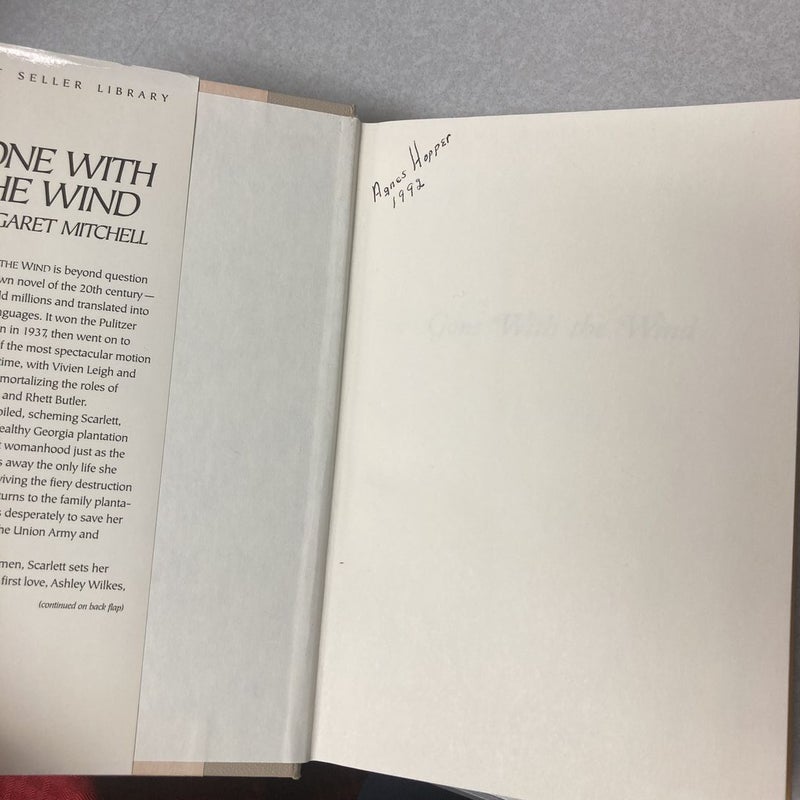 SELLER LIBRARY
ONE WITH
HE WIND
GARET MITCHELL
THE WIND is beyond question
wn novel of the 20th century—
ld millions and translated into
guages. It won the Pulitzer
n in 1937, then went on to
f the most spectacular motion
time, with Vivien Leigh and
mortalizing the roles of
and Rhett Butler.
oiled, scheming Scarlett,
ealthy Georgia plantation
t womanhood just as the
s away the only life she
viving the fiery destruction
turns to the family planta-
s desperately to save her
he Union Army and
men, Scarlett sets her
first love, Ashley Wilkes,
(continued on back flap)
Agnes Hopper
1992
Gone With the Wind